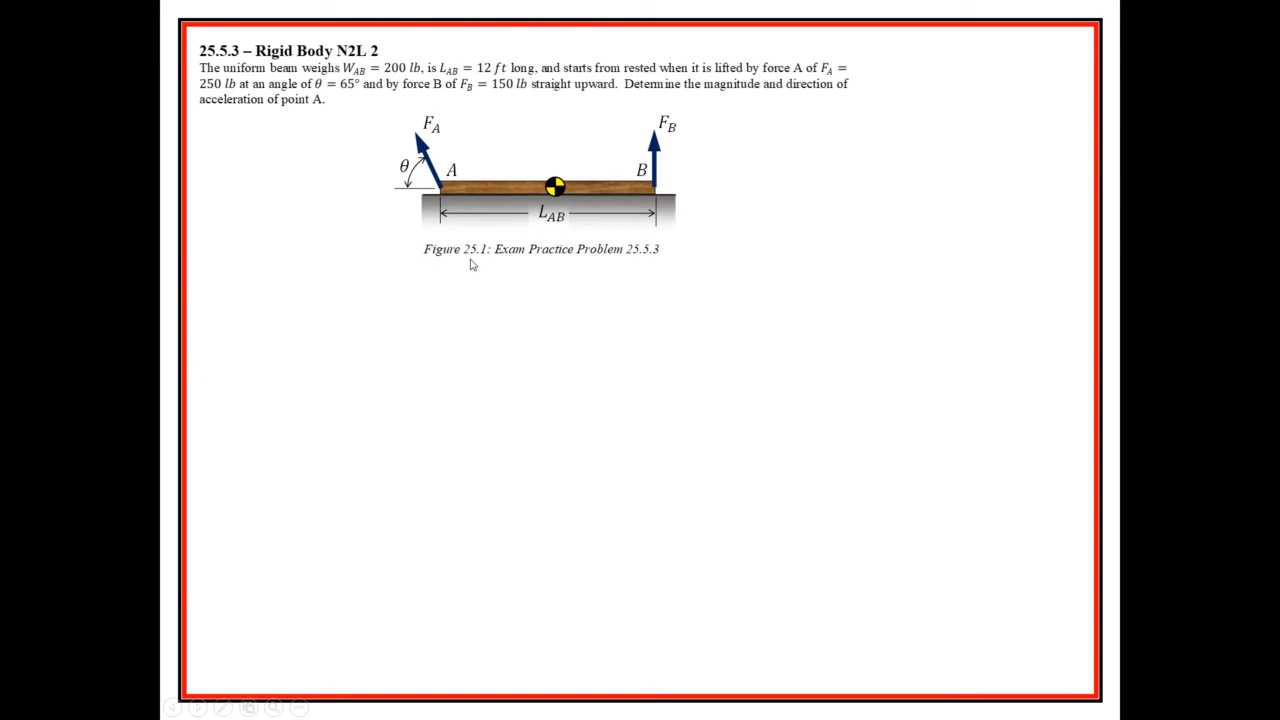 25.5.3 – Rigid Body N2L 2
The uniform beam weighs W_AB = 200 lb, is L_AB = 12 ft long, and starts from rested when it is lifted by force A of F_A =
250 lb at an angle of θ = 65° and by force B of F_B = 150 lb straight upward. Determine the magnitude and direction of
acceleration of point A.
F_A
F_B
θ
A
B
L_AB
Figure 25.1: Exam Practice Problem 25.5.3